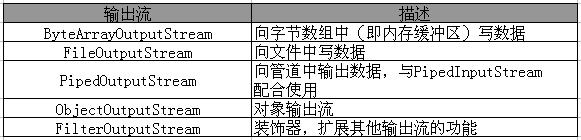 输出流 描述
ByteArrayOutputStream 向字节数组中（即内存缓冲区）写数据
FileOutputStream 向文件中写数据
PipedOutputStream 向管道中输出数据，与PipedInputStream
配合使用
ObjectOutputStream 对象输出流
FilterOutputStream 装饰器，扩展其他输出流的功能